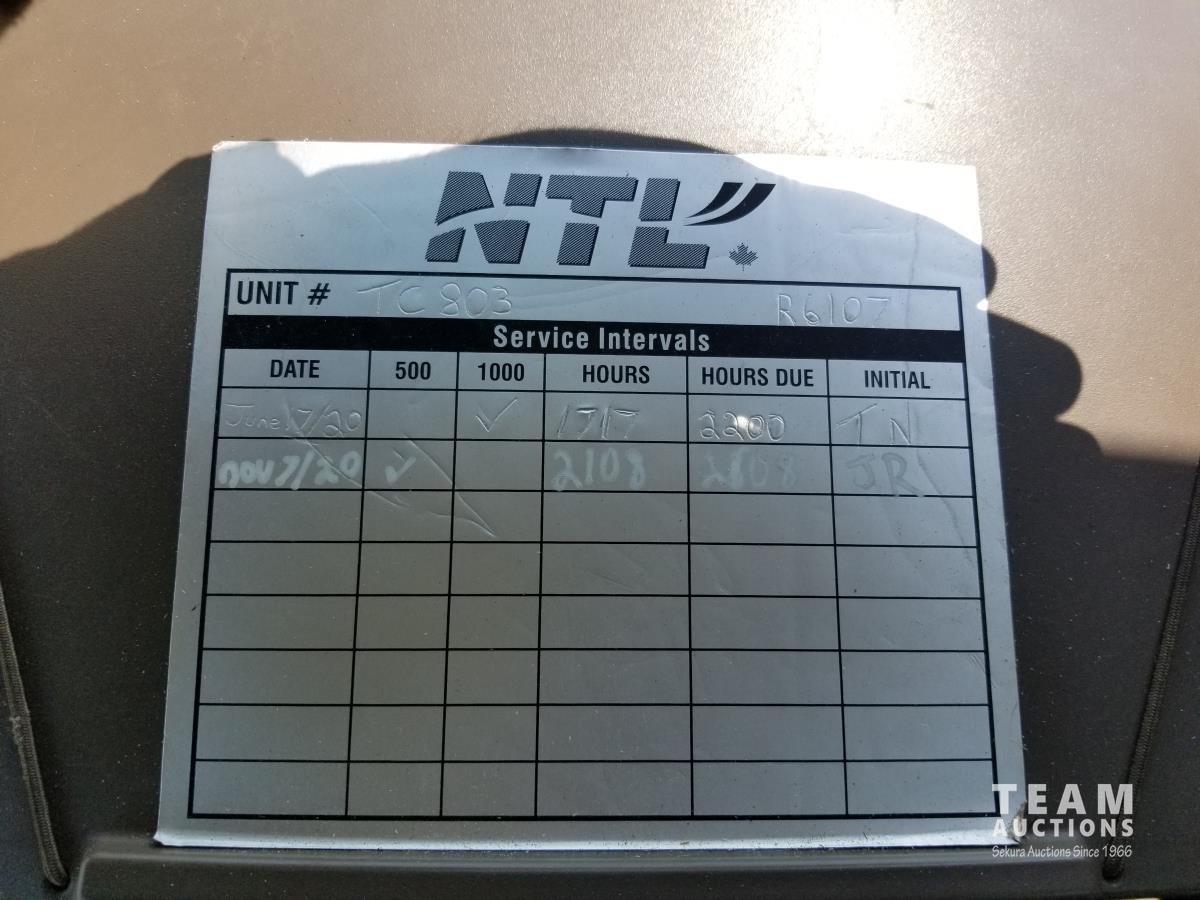 NTL
UNIT # TC 803 R6107
Service Intervals
DATE 500 1000 HOURS HOURS DUE INITIAL
June 17/20 ✓ 1717 2200 TN
nov 7/20 ✓ 2108 2608 JR
TEAM
AUCTIONS
Sekura Auctions Since 1966